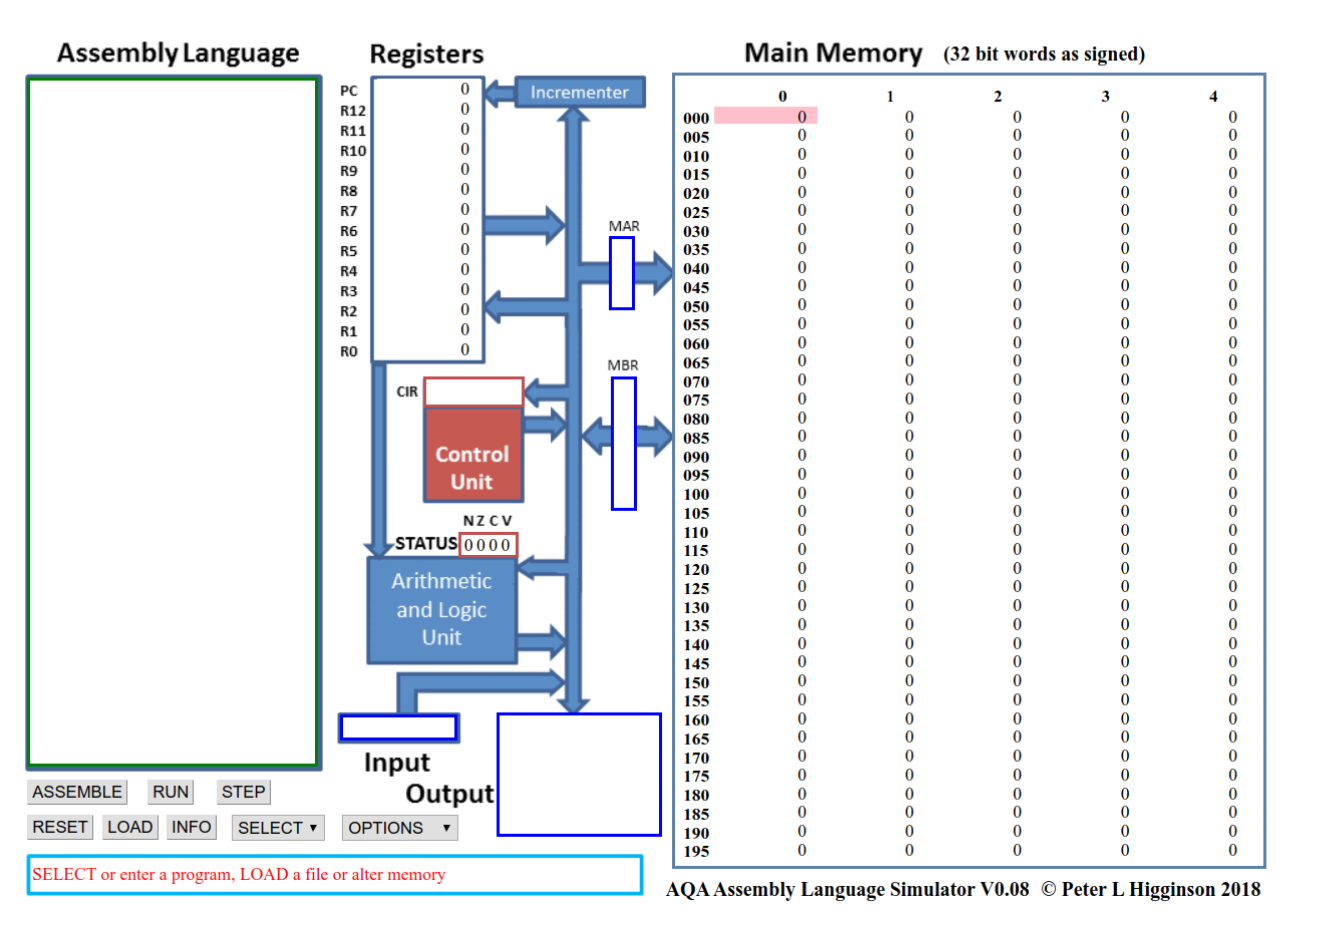 Assembly Language
Registers
PC 0
R12 0
R11 0
R10 0
R9 0
R8 0
R7 0
R6 0
R5 0
R4 0
R3 0
R2 0
R1 0
R0 0
Incrementer
MAR
MBR
CIR
Control
Unit
N Z C V
STATUS 0 0 0 0
Arithmetic
and Logic
Unit
Input
Output
ASSEMBLE RUN STEP
RESET LOAD INFO SELECT ▼ OPTIONS ▼
SELECT or enter a program, LOAD a file or alter memory
Main Memory (32 bit words as signed)
0 1 2 3 4
000 0 0 0 0 0
005 0 0 0 0 0
010 0 0 0 0 0
015 0 0 0 0 0
020 0 0 0 0 0
025 0 0 0 0 0
030 0 0 0 0 0
035 0 0 0 0 0
040 0 0 0 0 0
045 0 0 0 0 0
050 0 0 0 0 0
055 0 0 0 0 0
060 0 0 0 0 0
065 0 0 0 0 0
070 0 0 0 0 0
075 0 0 0 0 0
080 0 0 0 0 0
085 0 0 0 0 0
090 0 0 0 0 0
095 0 0 0 0 0
100 0 0 0 0 0
105 0 0 0 0 0
110 0 0 0 0 0
115 0 0 0 0 0
120 0 0 0 0 0
125 0 0 0 0 0
130 0 0 0 0 0
135 0 0 0 0 0
140 0 0 0 0 0
145 0 0 0 0 0
150 0 0 0 0 0
155 0 0 0 0 0
160 0 0 0 0 0
165 0 0 0 0 0
170 0 0 0 0 0
175 0 0 0 0 0
180 0 0 0 0 0
185 0 0 0 0 0
190 0 0 0 0 0
195 0 0 0 0 0
AQA Assembly Language Simulator V0.08 © Peter L Higginson 2018